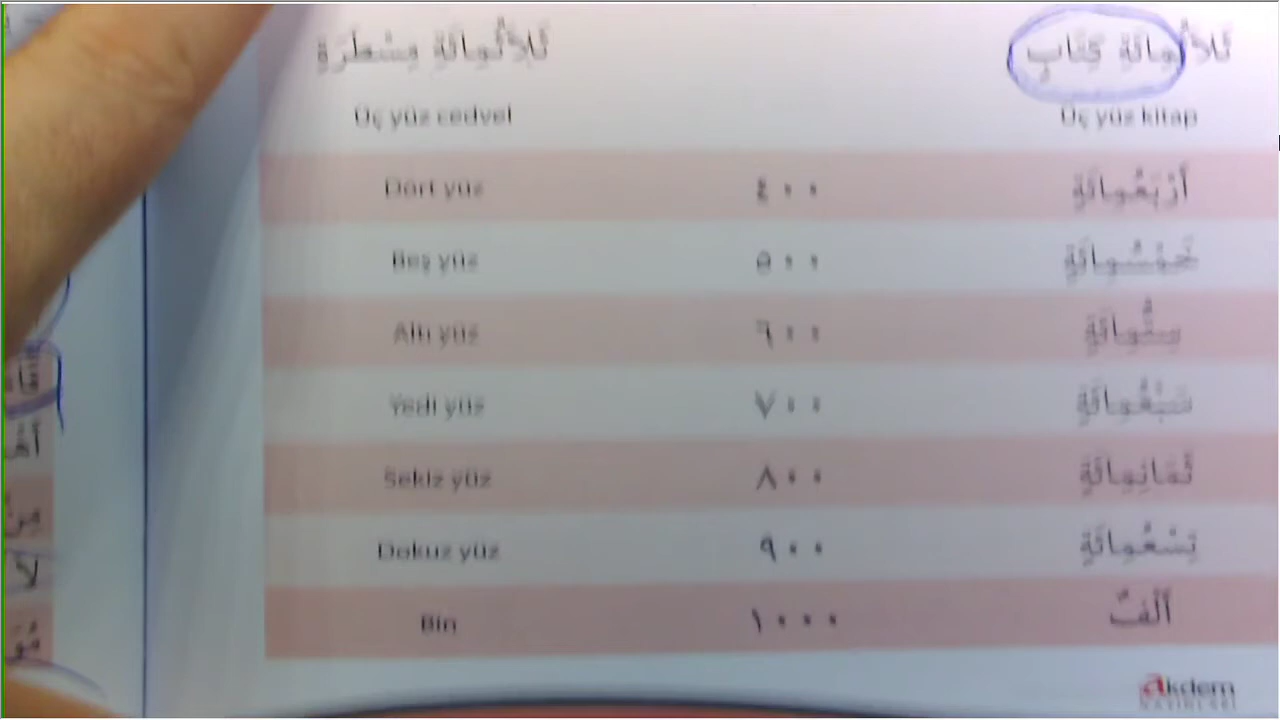 ثَلَاثُمِائَةِ كِتَابٍ ثَلَاثُمِائَةِ مِسْطَرَةٍ
Üç yüz kitap Üç yüz cedvel
أَرْبَعُمِائَةٍ ٤٠٠ Dört yüz
خَمْسُمِائَةٍ ٥٠٠ Beş yüz
سِتُّمِائَةٍ ٦٠٠ Altı yüz
سَبْعُمِائَةٍ ٧٠٠ Yedi yüz
ثَمَانِمِائَةٍ ٨٠٠ Sekiz yüz
تِسْعُمِائَةٍ ٩٠٠ Dokuz yüz
أَلْفٌ ١٠٠٠ Bin
akdem
YAYINLARI